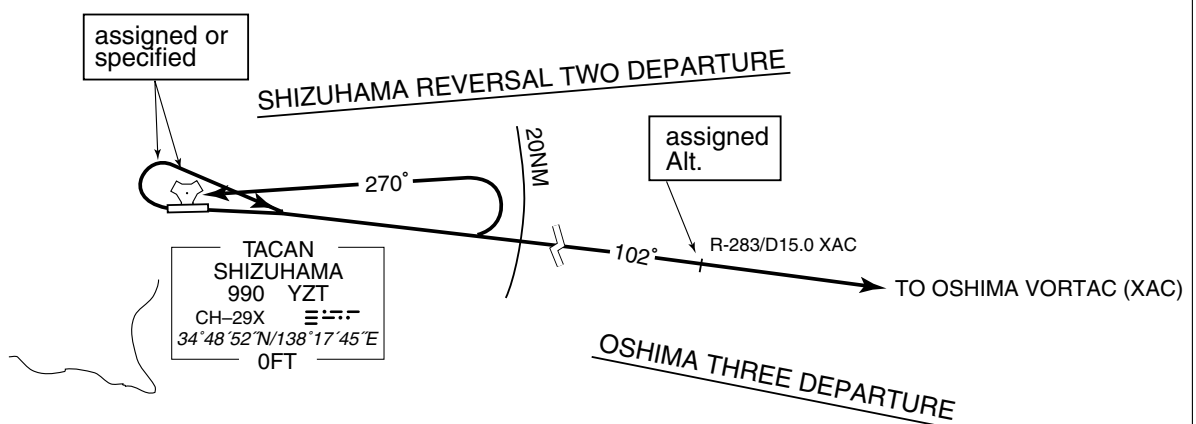 assigned or
specified
SHIZUHAMA REVERSAL TWO DEPARTURE
assigned
Alt.
20NM
270˚
102˚
R-283/D15.0 XAC
TO OSHIMA VORTAC (XAC)
TACAN
SHIZUHAMA
990 YZT
CH–29X
34˚48´52˝N/138˚17´45˝E
0FT
OSHIMA THREE DEPARTURE